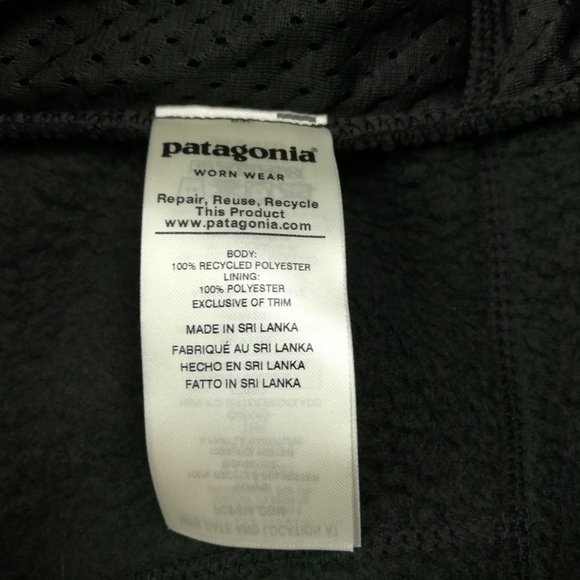 patagonia®
WORN WEAR
Repair, Reuse, Recycle
This Product
www.patagonia.com
BODY:
100% RECYCLED POLYESTER
LINING:
100% POLYESTER
EXCLUSIVE OF TRIM
MADE IN SRI LANKA
FABRIQUÉ AU SRI LANKA
HECHO EN SRI LANKA
FATTO IN SRI LANKA